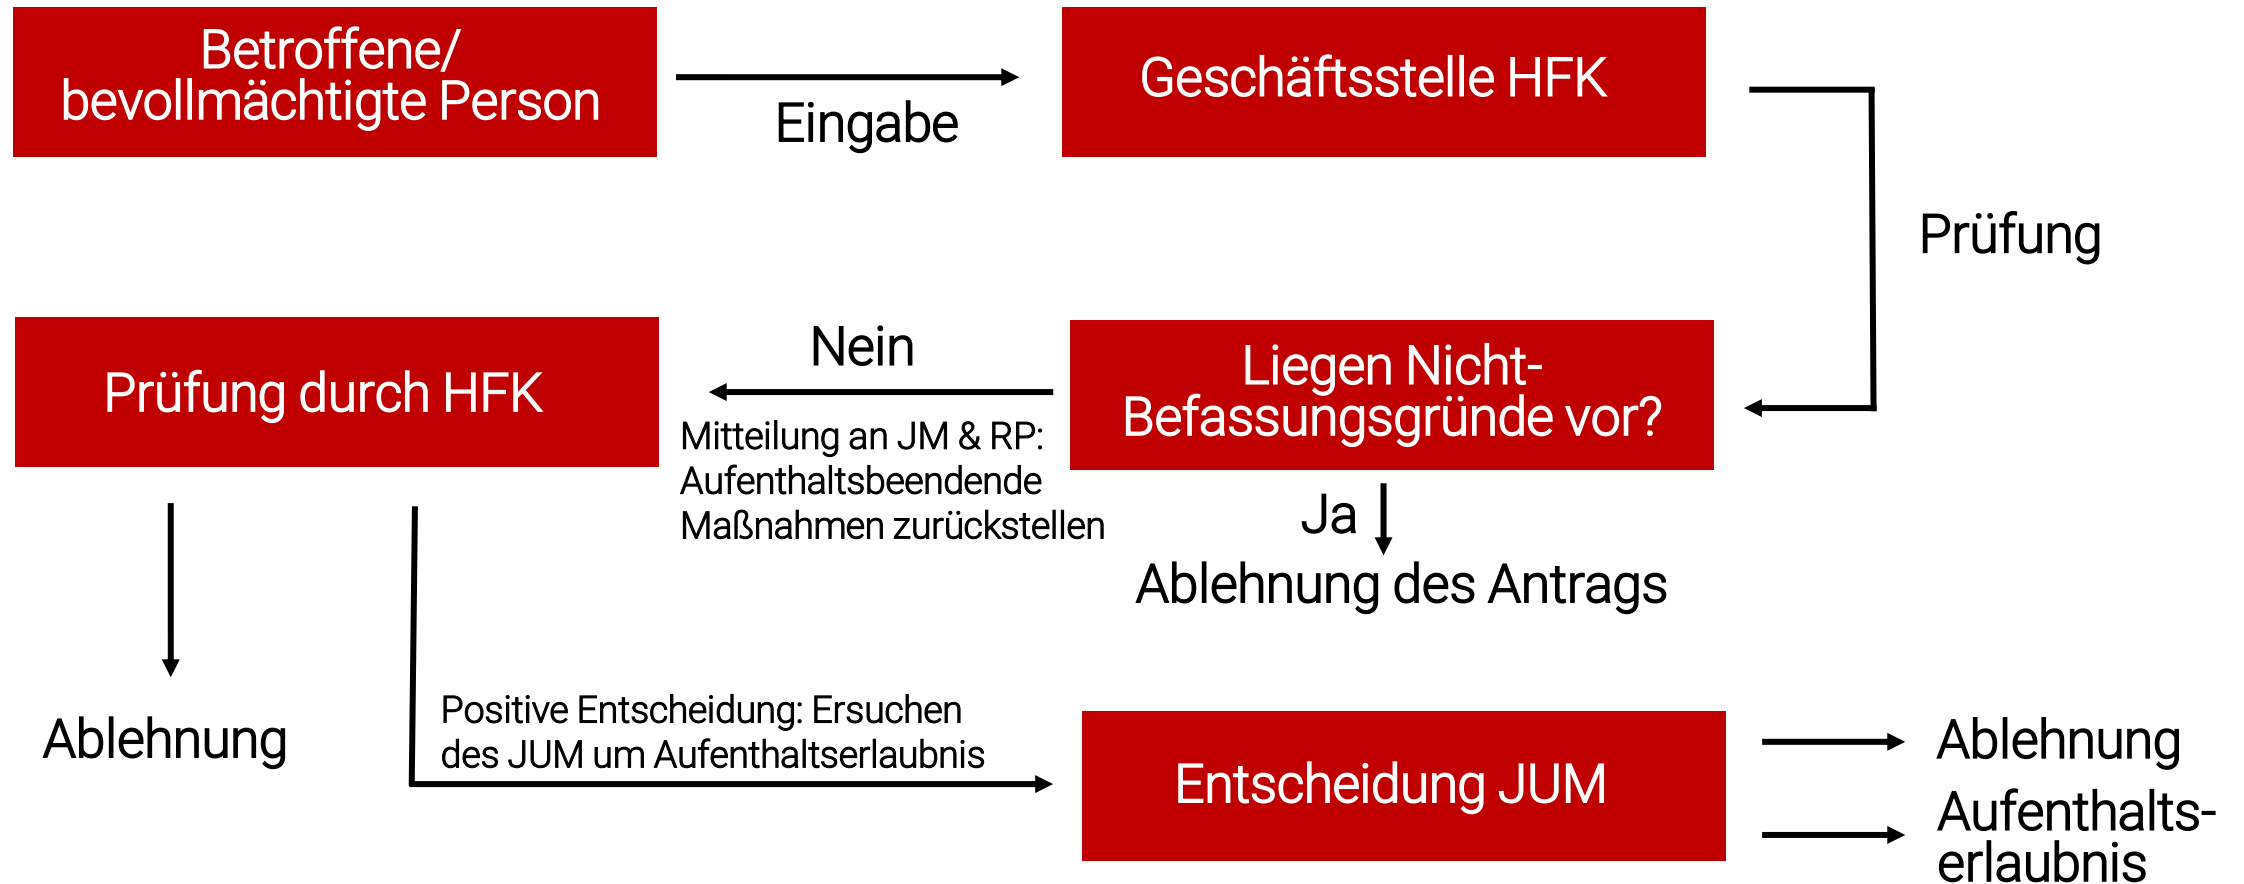 Betroffene/
bevollmächtigte Person
Eingabe
Geschäftsstelle HFK
Prüfung
Liegen Nicht-
Befassungsgründe vor?
Nein
Mitteilung an JM & RP:
Aufenthaltsbeendende
Maßnahmen zurückstellen
Ja
Ablehnung des Antrags
Prüfung durch HFK
Ablehnung
Positive Entscheidung: Ersuchen
des JUM um Aufenthaltserlaubnis
Entscheidung JUM
Ablehnung
Aufenthalts-
erlaubnis